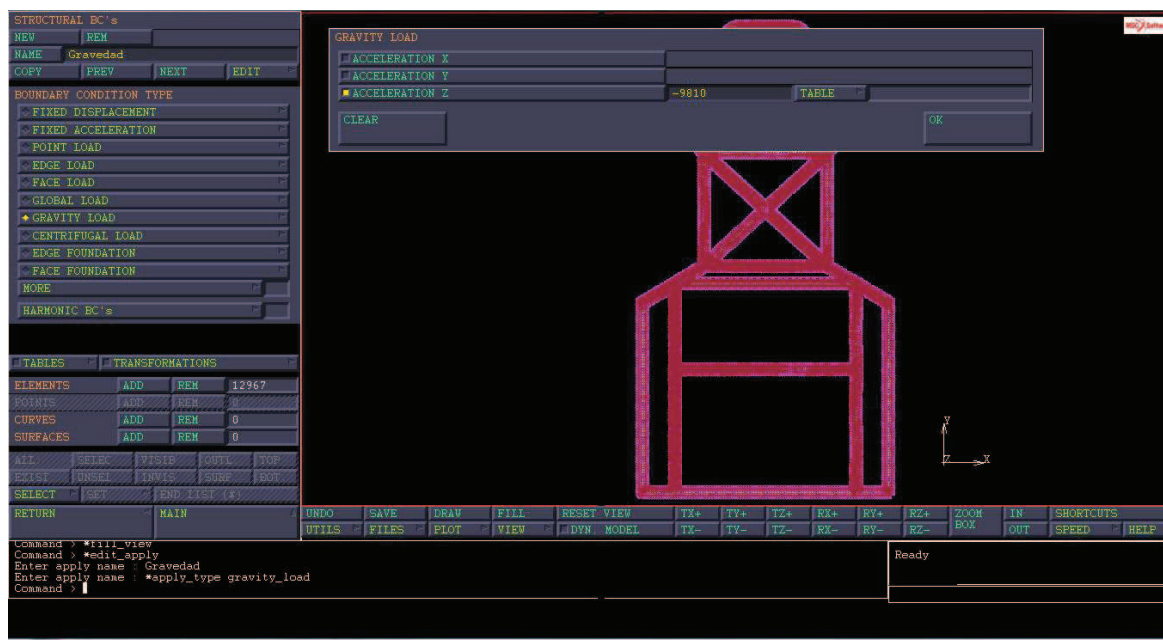 STRUCTURAL BC's
NEW REM
NAME Gravedad
COPY PREV NEXT EDIT
BOUNDARY CONDITION TYPE
FIXED DISPLACEMENT
FIXED ACCELERATION
POINT LOAD
EDGE LOAD
FACE LOAD
GLOBAL LOAD
GRAVITY LOAD
CENTRIFUGAL LOAD
EDGE FOUNDATION
FACE FOUNDATION
MORE
HARMONIC BC's
TABLES TRANSFORMATIONS
ELEMENTS ADD REM 12967
POINTS ADD REM 0
CURVES ADD REM 0
SURFACES ADD REM 0
ALL SELEC VISIB OUTL TOP
EXIST UNSEL INVIS SURF BOT
SELECT SET END LIST (#)
RETURN MAIN
GRAVITY LOAD
ACCELERATION X
ACCELERATION Y
ACCELERATION Z -9810 TABLE
CLEAR OK
MSC Software
Y
Z X
UNDO SAVE DRAW FILL RESET VIEW TX+ TY+ TZ+ RX+ RY+ RZ+ ZOOM BOX IN SHORTCUTS
UTILS FILES PLOT VIEW DYN. MODEL TX- TY- TZ- RX- RY- RZ- OUT SPEED HELP
Command > *fill_view
Command > *edit_apply
Enter apply name : Gravedad
Enter apply name : *apply_type gravity_load
Command >
Ready